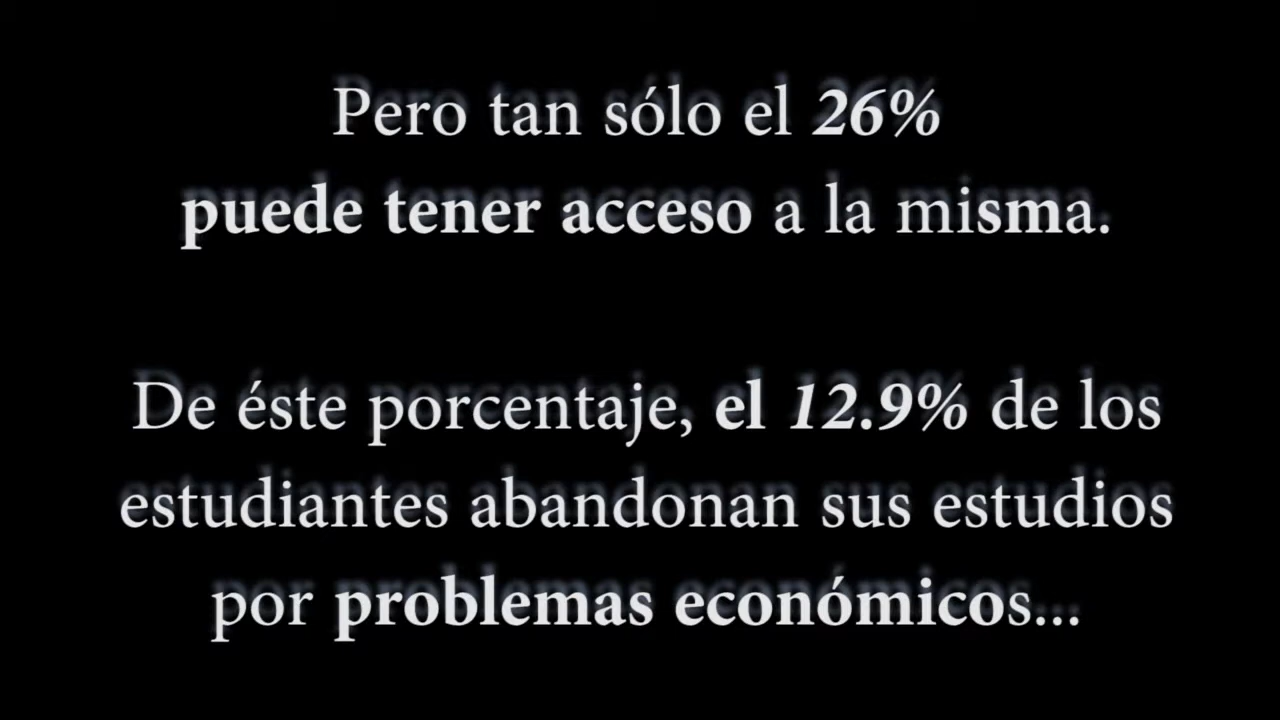 Pero tan sólo el 26%
puede tener acceso a la misma.
De éste porcentaje, el 12.9% de los
estudiantes abandonan sus estudios
por problemas económicos...